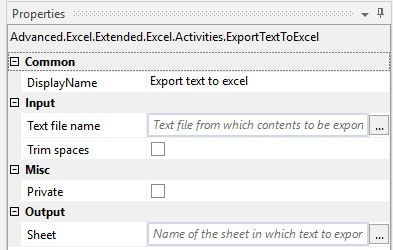 Properties
Advanced.Excel.Extended.Excel.Activities.ExportTextToExcel
Common
DisplayName Export text to excel
Input
Text file name Text file from which contents to be expor ...
Trim spaces
Misc
Private
Output
Sheet Name of the sheet in which text to expor ...